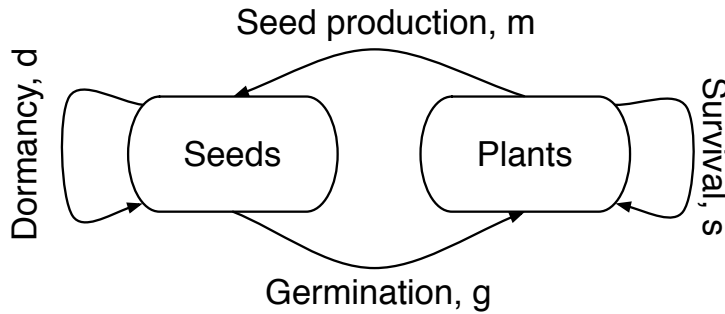 Seed production, m
Dormancy, d
Seeds
Plants
Survival, s
Germination, g